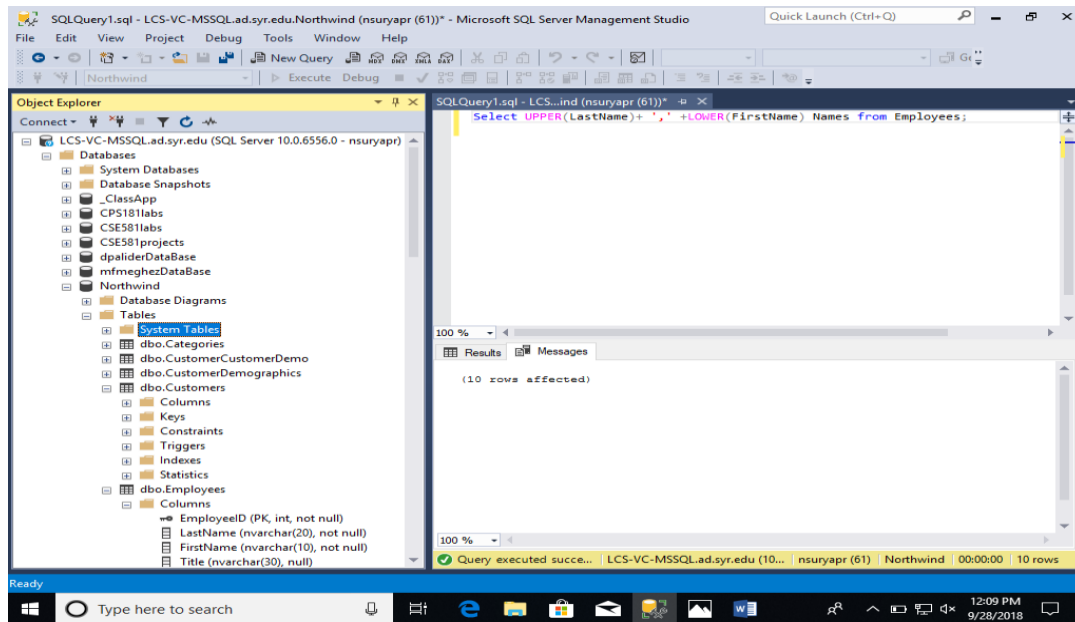 SQLQuery1.sql - LCS-VC-MSSQL.ad.syr.edu.Northwind (nsuryapr (61))* - Microsoft SQL Server Management Studio
Quick Launch (Ctrl+Q)
File Edit View Project Debug Tools Window Help
New Query
Northwind Execute Debug
Object Explorer
SQLQuery1.sql - LCS...ind (nsuryapr (61))*
Connect
Select UPPER(LastName)+ ',' +LOWER(FirstName) Names from Employees;
LCS-VC-MSSQL.ad.syr.edu (SQL Server 10.0.6556.0 - nsuryapr)
Databases
System Databases
Database Snapshots
_ClassApp
CPS181labs
CSE581labs
CSE581projects
dpaliderDataBase
mfmeghezDataBase
Northwind
Database Diagrams
Tables
System Tables
dbo.Categories
dbo.CustomerCustomerDemo
dbo.CustomerDemographics
dbo.Customers
Columns
Keys
Constraints
Triggers
Indexes
Statistics
dbo.Employees
Columns
EmployeeID (PK, int, not null)
LastName (nvarchar(20), not null)
FirstName (nvarchar(10), not null)
Title (nvarchar(30), null)
100 %
Results Messages
(10 rows affected)
100 %
Query executed succe... LCS-VC-MSSQL.ad.syr.edu (10... nsuryapr (61) Northwind 00:00:00 10 rows
Ready
Type here to search
12:09 PM
9/28/2018